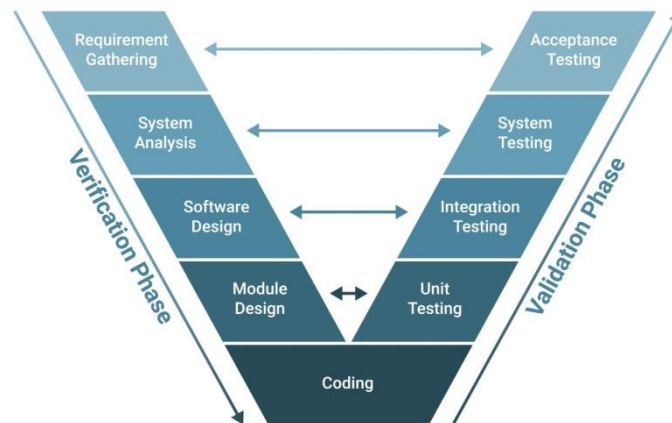 Requirement
Gathering
Acceptance
Testing
System
Analysis
System
Testing
Software
Design
Integration
Testing
Module
Design
Unit
Testing
Coding
Verification Phase
Validation Phase